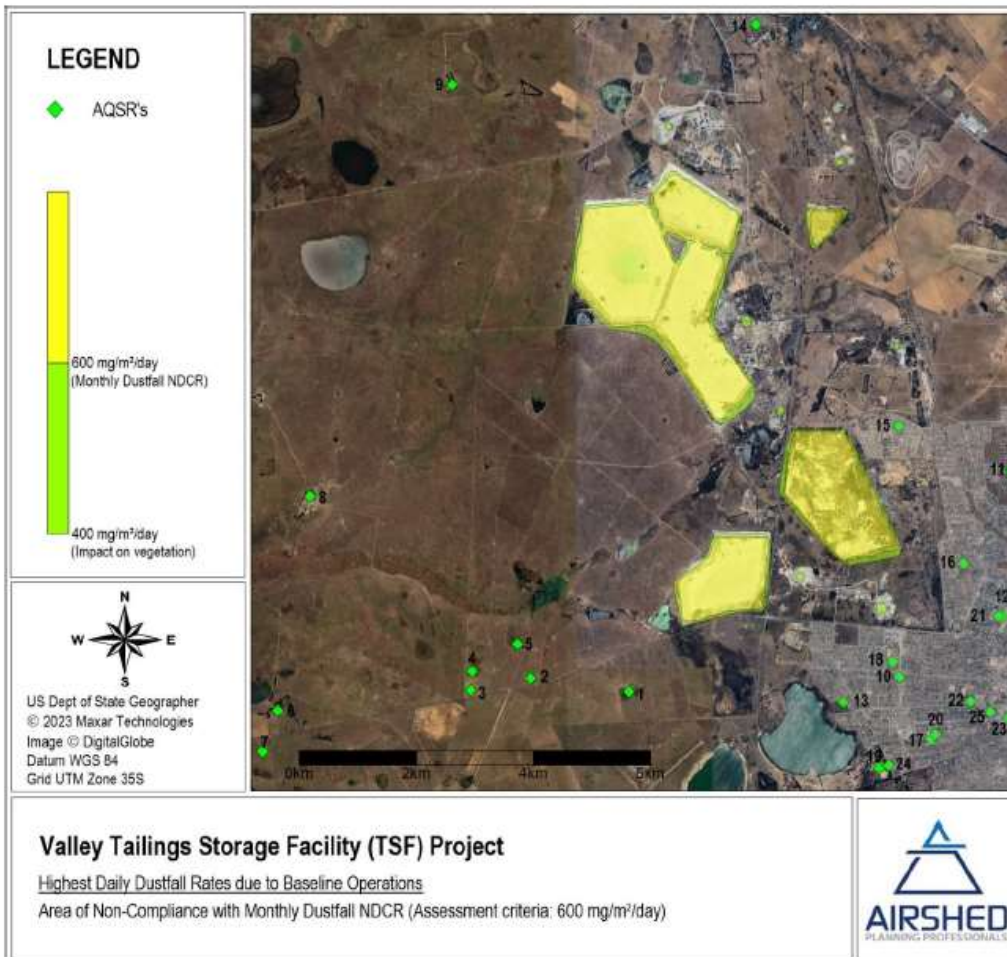 LEGEND
AQSR's
600 mg/m²/day
(Monthly Dustfall NDCR)
400 mg/m²/day
(Impact on vegetation)
N
W E
S
US Dept of State Geographer
© 2023 Maxar Technologies
Image © DigitalGlobe
Datum WGS 84
Grid UTM Zone 35S
14
9
15
11
8
16
12
21
5
4
18
2
10
3
1
13
22
6
25
23
20
17
7
19
24
0km 2km 4km 6km
Valley Tailings Storage Facility (TSF) Project
Highest Daily Dustfall Rates due to Baseline Operations
Area of Non-Compliance with Monthly Dustfall NDCR (Assessment criteria: 600 mg/m²/day)
AIRSHED
PLANNING PROFESSIONALS